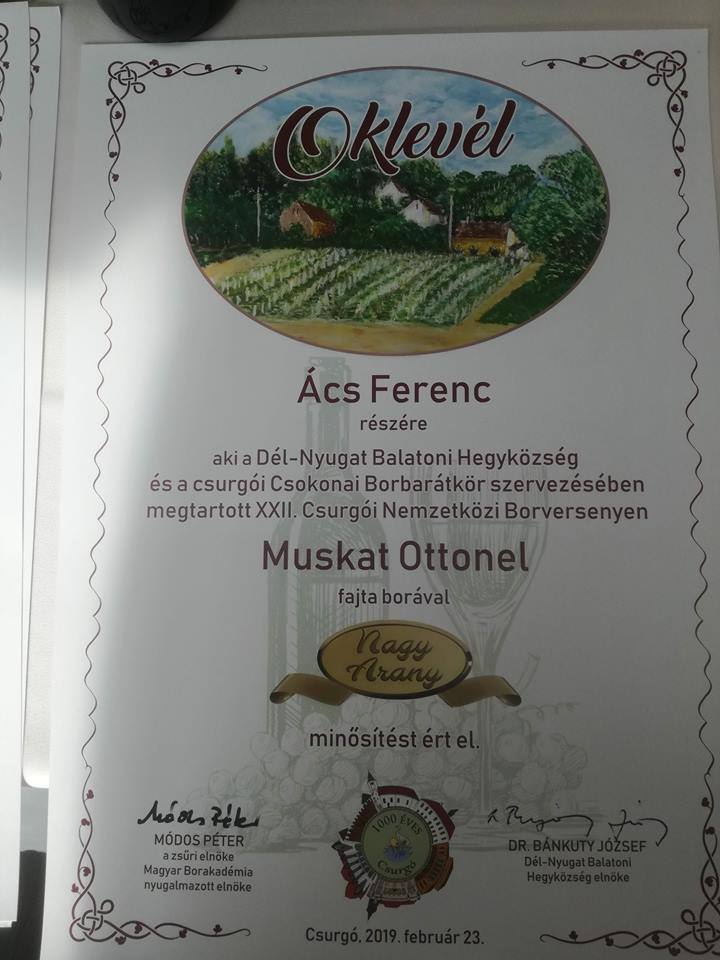 Oklevél
Ács Ferenc
részére
aki a Dél-Nyugat Balatoni Hegyközség
és a csurgói Csokonai Borbarátkör szervezésében
megtartott XXII. Csurgói Nemzetközi Borversenyen
Muskat Ottonel
fajta borával
Nagy
Arany
minősítést ért el.
MÓDOS PÉTER
a zsűri elnöke
Magyar Borakadémia
nyugalmazott elnöke
1000 ÉVES
Csurgó
DR. BÁNKUTY JÓZSEF
Dél-Nyugat Balatoni
Hegyközség elnöke
Csurgó, 2019. február 23.